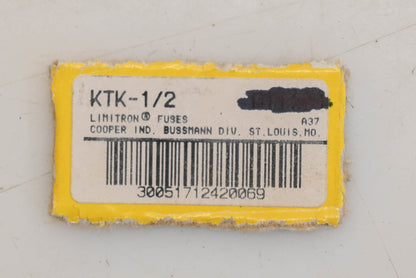 KTK-1/2
LIMITRON® FUSES A37
COOPER IND. BUSSMANN DIV. ST.LOUIS,MO.
30051712420069